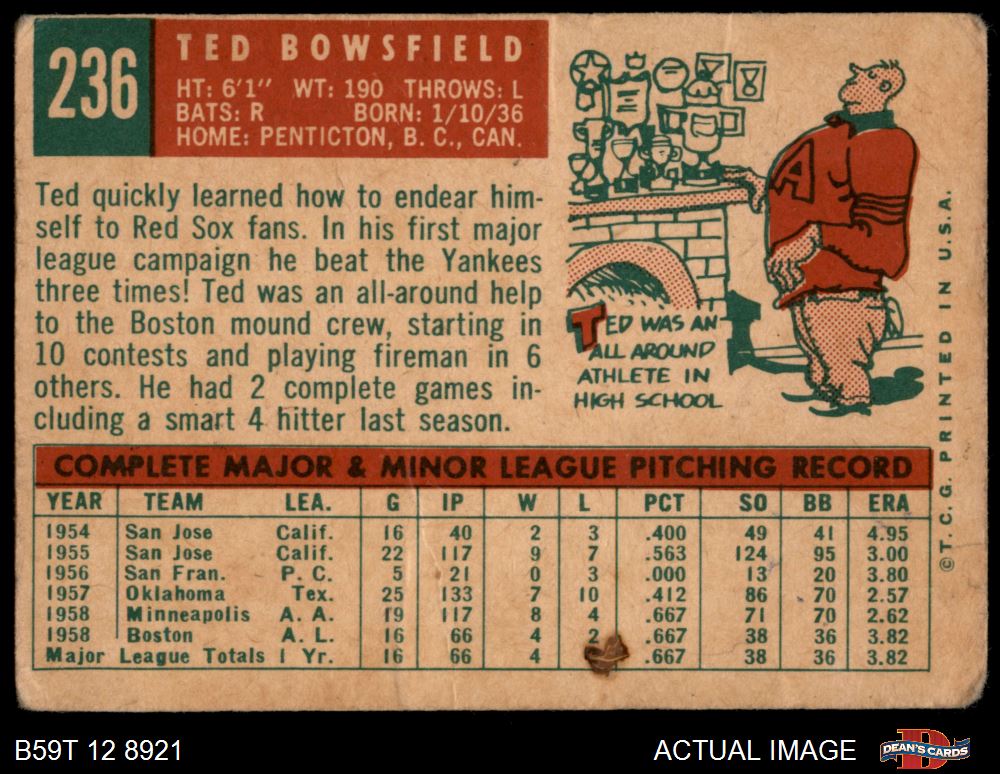 236
TED BOWSFIELD
HT: 6'1" WT: 190 THROWS: L
BATS: R BORN: 1/10/36
HOME: PENTICTON, B. C., CAN.
Ted quickly learned how to endear him-
self to Red Sox fans. In his first major
league campaign he beat the Yankees
three times! Ted was an all-around help
to the Boston mound crew, starting in
10 contests and playing fireman in 6
others. He had 2 complete games in-
cluding a smart 4 hitter last season.
A
TED WAS AN
ALL AROUND
ATHLETE IN
HIGH SCHOOL
©T. C. G. PRINTED IN U.S.A.
COMPLETE MAJOR & MINOR LEAGUE PITCHING RECORD
YEAR TEAM LEA. G IP W L PCT SO BB ERA
1954 San Jose Calif. 16 40 2 3 .400 49 41 4.95
1955 San Jose Calif. 22 117 9 7 .563 124 95 3.00
1956 San Fran. P. C. 5 21 0 3 .000 13 20 3.80
1957 Oklahoma Tex. 25 133 7 10 .412 86 70 2.57
1958 Minneapolis A. A. 19 117 8 4 .667 71 70 2.62
1958 Boston A. L. 16 66 4 2 .667 38 36 3.82
Major League Totals 1 Yr. 16 66 4 .667 38 36 3.82
B59T 12 8921
ACTUAL IMAGE
DEAN'S CARDS